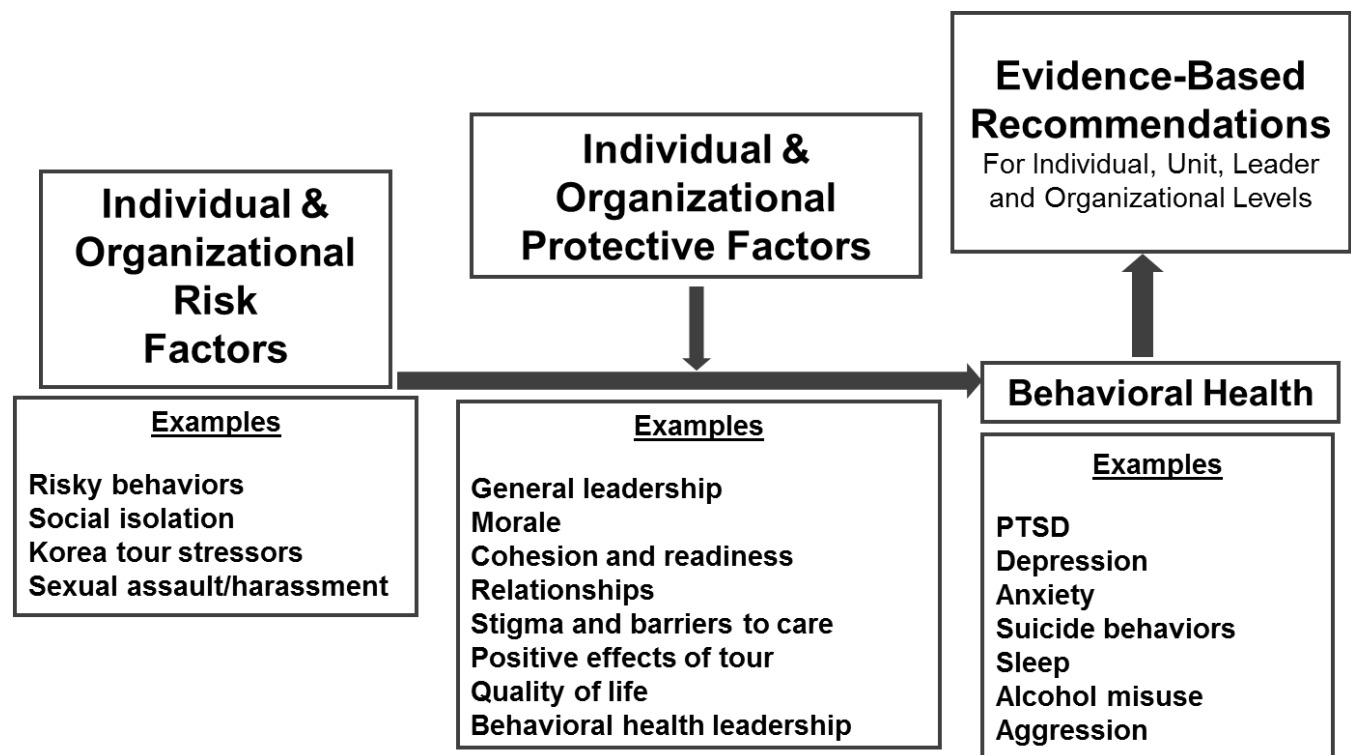 Individual &
Organizational
Risk
Factors
Examples
Risky behaviors
Social isolation
Korea tour stressors
Sexual assault/harassment
Individual &
Organizational
Protective Factors
Examples
General leadership
Morale
Cohesion and readiness
Relationships
Stigma and barriers to care
Positive effects of tour
Quality of life
Behavioral health leadership
Evidence-Based
Recommendations
For Individual, Unit, Leader
and Organizational Levels
Behavioral Health
Examples
PTSD
Depression
Anxiety
Suicide behaviors
Sleep
Alcohol misuse
Aggression